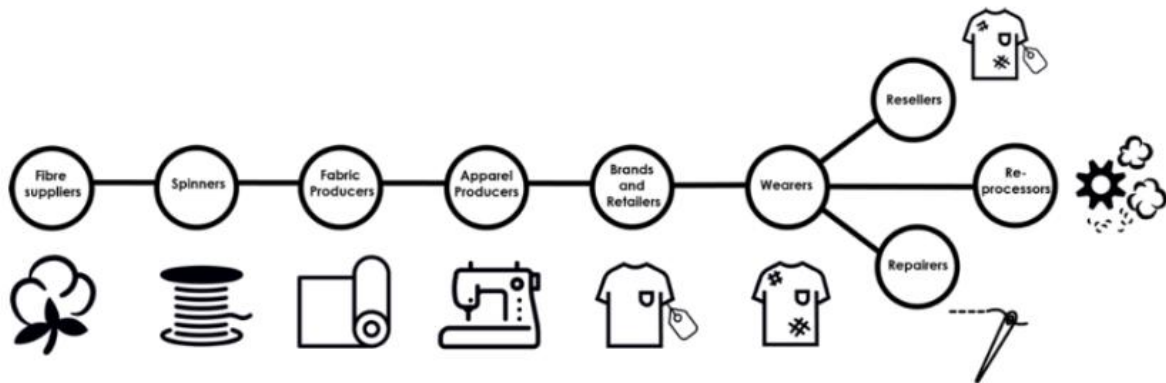 Fibre
suppliers
Spinners
Fabric
Producers
Apparel
Producers
Brands
and
Retailers
Wearers
Resellers
Re-
processors
Repairers